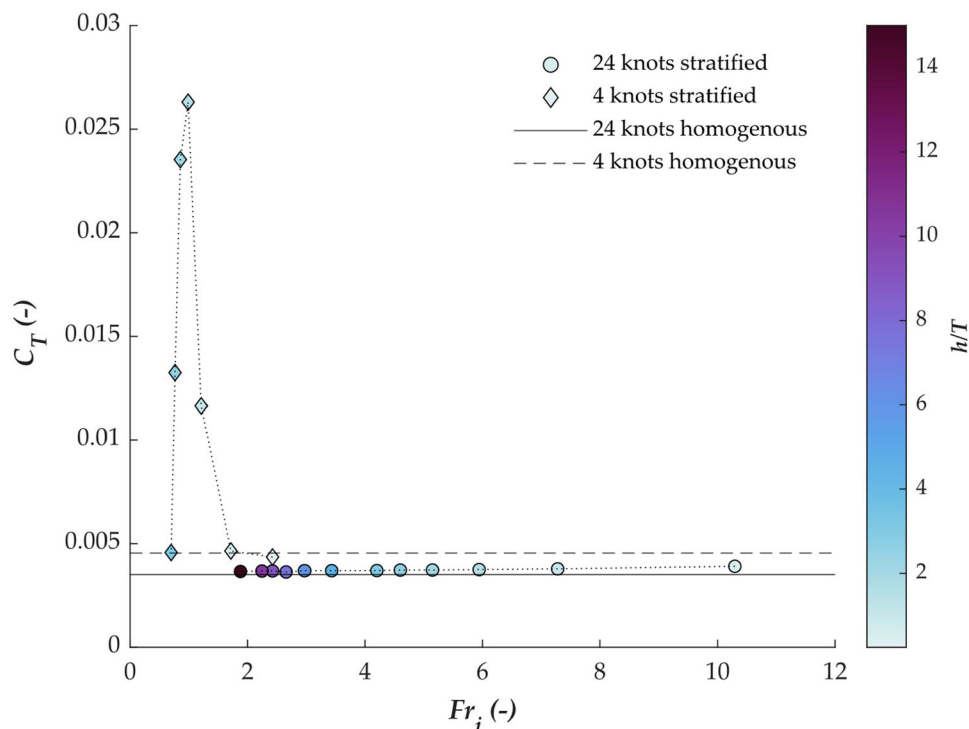 0.03
0.025
0.02
0.015
0.01
0.005
0
C_T (-)
0 2 4 6 8 10 12
Fr_i (-)
24 knots stratified
4 knots stratified
24 knots homogenous
4 knots homogenous
14
12
10
8
6
4
2
h/T